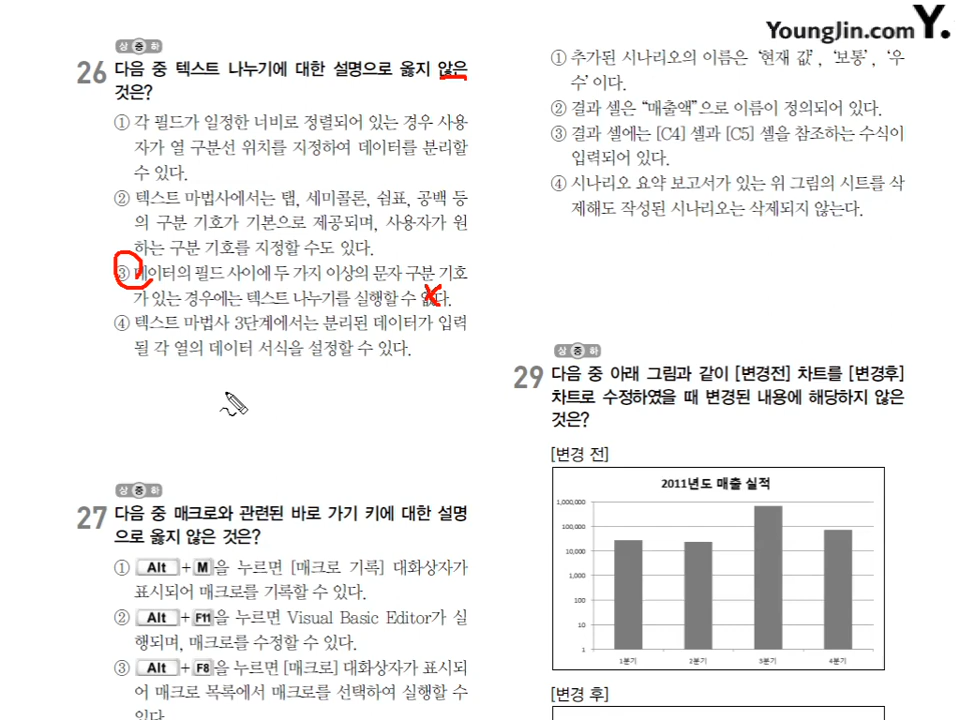 YoungJin.com Y.
상 중 하
26 다음 중 텍스트 나누기에 대한 설명으로 옳지 않은
것은?
① 각 필드가 일정한 너비로 정렬되어 있는 경우 사용
자가 열 구분선 위치를 지정하여 데이터를 분리할
수 있다.
② 텍스트 마법사에서는 탭, 세미콜론, 쉼표, 공백 등
의 구분 기호가 기본으로 제공되며, 사용자가 원
하는 구분 기호를 지정할 수도 있다.
③ 데이터의 필드 사이에 두 가지 이상의 문자 구분 기호
가 있는 경우에는 텍스트 나누기를 실행할 수 없다.
④ 텍스트 마법사 3단계에서는 분리된 데이터가 입력
될 각 열의 데이터 서식을 설정할 수 있다.
상 중 하
27 다음 중 매크로와 관련된 바로 가기 키에 대한 설명
으로 옳지 않은 것은?
① Alt + M 을 누르면 [매크로 기록] 대화상자가
표시되어 매크로를 기록할 수 있다.
② Alt + F11 을 누르면 Visual Basic Editor가 실
행되며, 매크로를 수정할 수 있다.
③ Alt + F8 을 누르면 [매크로] 대화상자가 표시되
어 매크로 목록에서 매크로를 선택하여 실행할 수
있다.
① 추가된 시나리오의 이름은 ‘현재 값’, ‘보통’, ‘우
수’이다.
② 결과 셀은 “매출액”으로 이름이 정의되어 있다.
③ 결과 셀에는 [C4] 셀과 [C5] 셀을 참조하는 수식이
입력되어 있다.
④ 시나리오 요약 보고서가 있는 위 그림의 시트를 삭
제해도 작성된 시나리오는 삭제되지 않는다.
상 중 하
29 다음 중 아래 그림과 같이 [변경전] 차트를 [변경후]
차트로 수정하였을 때 변경된 내용에 해당하지 않은
것은?
[변경 전]
2011년도 매출 실적
1,000,000
100,000
10,000
1,000
100
10
1
1분기 2분기 3분기 4분기
[변경 후]